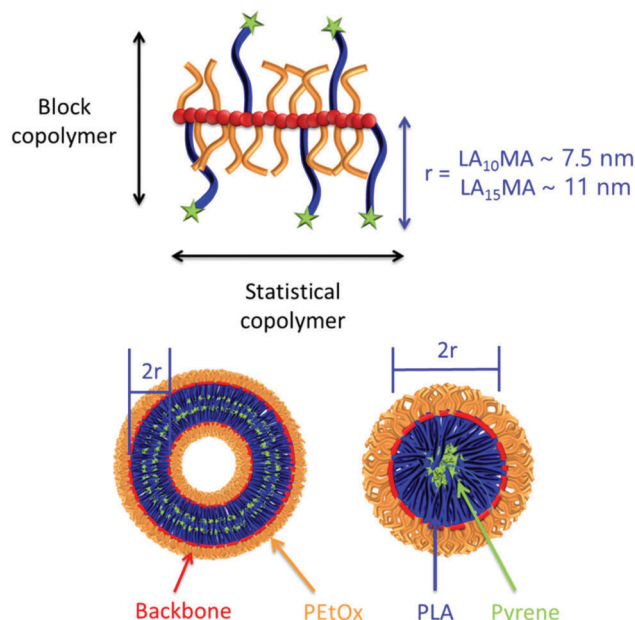 Block
copolymer
r = LA₁₀MA ~ 7.5 nm
LA₁₅MA ~ 11 nm
Statistical
copolymer
2r
2r
Backbone
PEtOx
PLA
Pyrene